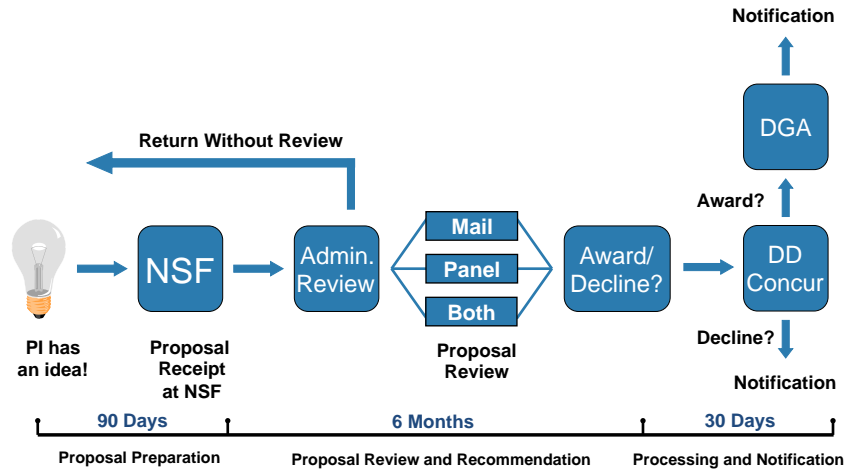 Notification
DGA
Return Without Review
Award?
Mail
NSF
Admin.
Review
Panel
Award/
Decline?
DD
Concur
Both
Decline?
PI has
an idea!
Proposal
Receipt
at NSF
Proposal
Review
Notification
90 Days
6 Months
30 Days
Proposal Preparation
Proposal Review and Recommendation
Processing and Notification